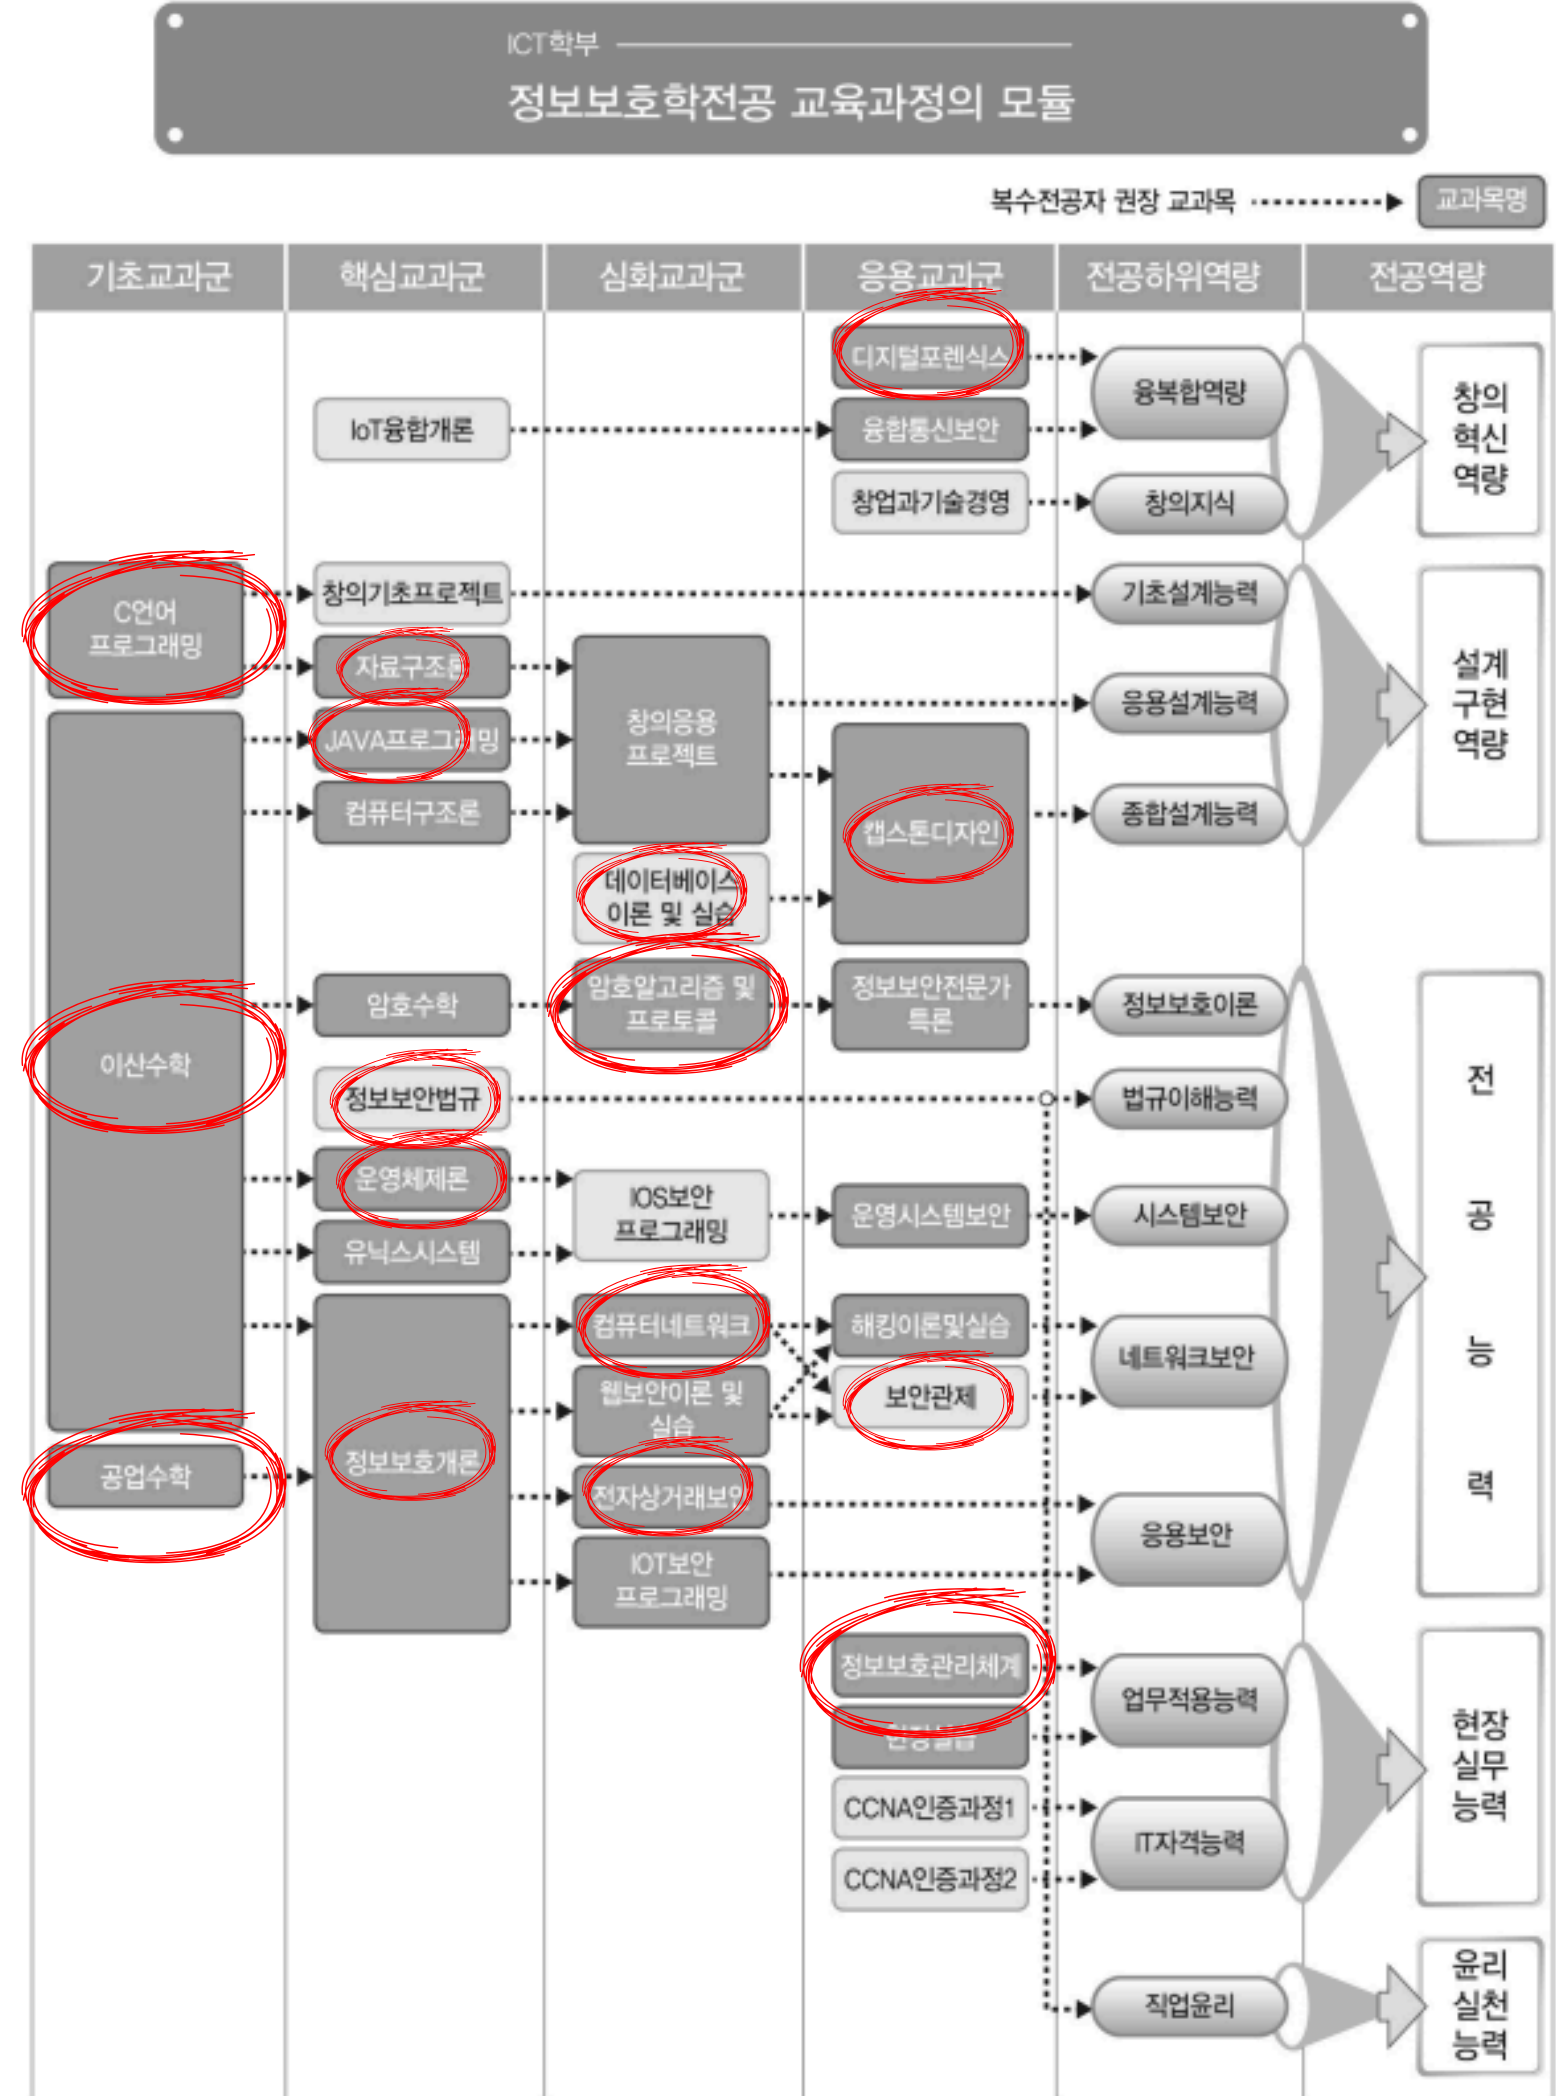 ICT학부
정보보호학전공 교육과정의 모듈
복수전공자 권장 교과목
교과목명
기초교과군
핵심교과군
심화교과군
응용교과군
전공하위역량
전공역량
디지털포렌식스
융복합역량
창의
혁신
역량
IoT융합개론
융합통신보안
창업과기술경영
창의지식
C언어
프로그래밍
창의기초프로젝트
기초설계능력
설계
구현
역량
자료구조론
창의응용
프로젝트
응용설계능력
JAVA프로그래밍
컴퓨터구조론
캡스톤디자인
종합설계능력
데이터베이스
이론 및 실습
이산수학
암호수학
암호알고리즘 및
프로토콜
정보보안전문가
특론
정보보호이론
전
공
능
력
정보보안법규
법규이해능력
운영체제론
IOS보안
프로그래밍
운영시스템보안
시스템보안
유닉스시스템
컴퓨터네트워크
해킹이론및실습
네트워크보안
웹보안이론 및
실습
보안관제
공업수학
정보보호개론
전자상거래보안
응용보안
IOT보안
프로그래밍
정보보호관리체계
업무적용능력
현장
실무
능력
현장실습
CCNA인증과정1
IT자격능력
CCNA인증과정2
직업윤리
윤리
실천
능력